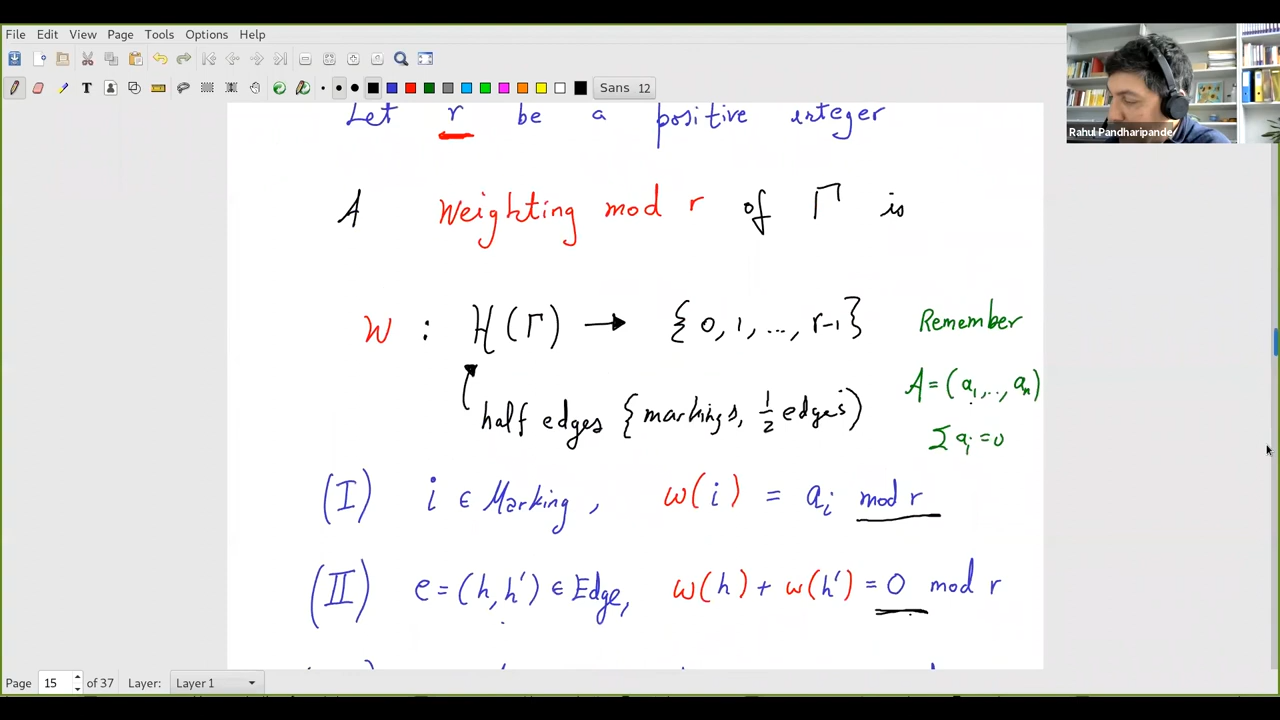 File Edit View Page Tools Options Help
Sans 12
Rahul Pandharipande
Let r be a positive integer
A Weighting mod r of Γ is
w : H(Γ) → {0, 1, ..., r-1}
Remember
A = (a₁, .., aₙ)
half edges {markings, ½ edges}
Σ aᵢ = 0
(I) i ∈ Marking, w(i) = aᵢ mod r
(II) e = (h, h′) ∈ Edge, w(h) + w(h′) = 0 mod r
Page 15 of 37 Layer: Layer 1